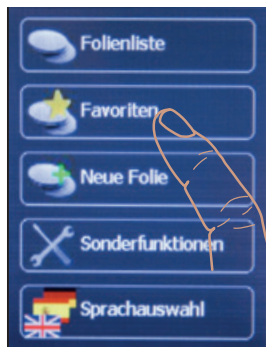 Folienliste
Favoriten
Neue Folie
Sonderfunktionen
Sprachauswahl